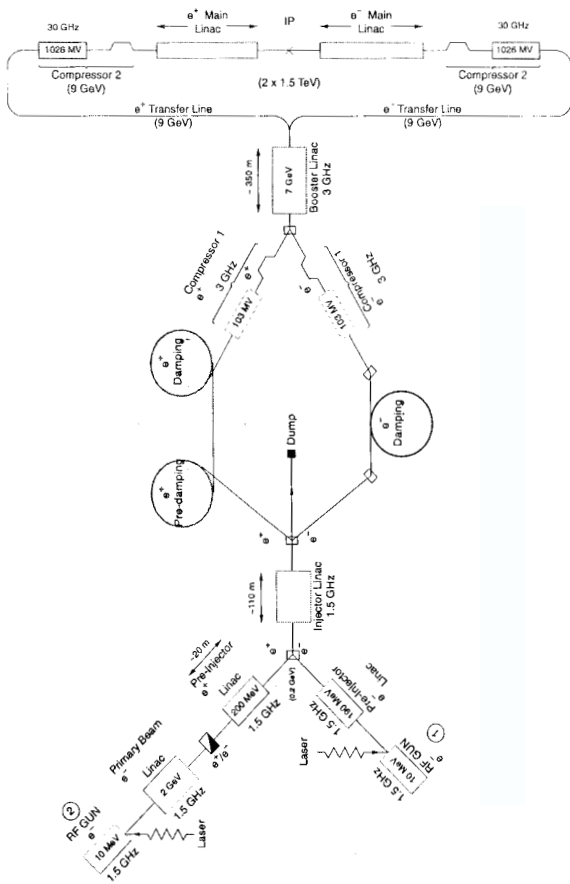 30 GHz
1026 MV
e⁺ Main
Linac
IP
e⁻ Main
Linac
30 GHz
1026 MV
Compressor 2
(9 GeV)
(2 x 1.5 TeV)
Compressor 2
(9 GeV)
e⁺ Transfer Line
(9 GeV)
e⁻ Transfer Line
(9 GeV)
~ 350 m
7 GeV
Booster Linac
3 GHz
Compressor 1
e⁺
3 GHz
e⁺
103 MV
Compressor 1
e⁻
3 GHz
e⁻
103 MV
e⁺
Damping
e⁺
Pre-damping
Dump
e⁻
Damping
e⁺
e⁻
~110 m
Injector Linac
1.5 GHz
e⁺
e⁻
(0.2 GeV)
~20 m
Pre-Injector
e⁺
Linac
200 MeV
1.5 GHz
e⁺/e⁻
Pre-Injector
e⁻ Linac
190 MeV
1.5 GHz
Primary Beam
e⁻
Linac
2 GeV
1.5 GHz
2
RF GUN
e⁻
10 MeV
1.5 GHz
Laser
Laser
1
RF GUN
e⁻
10 MeV
1.5 GHz